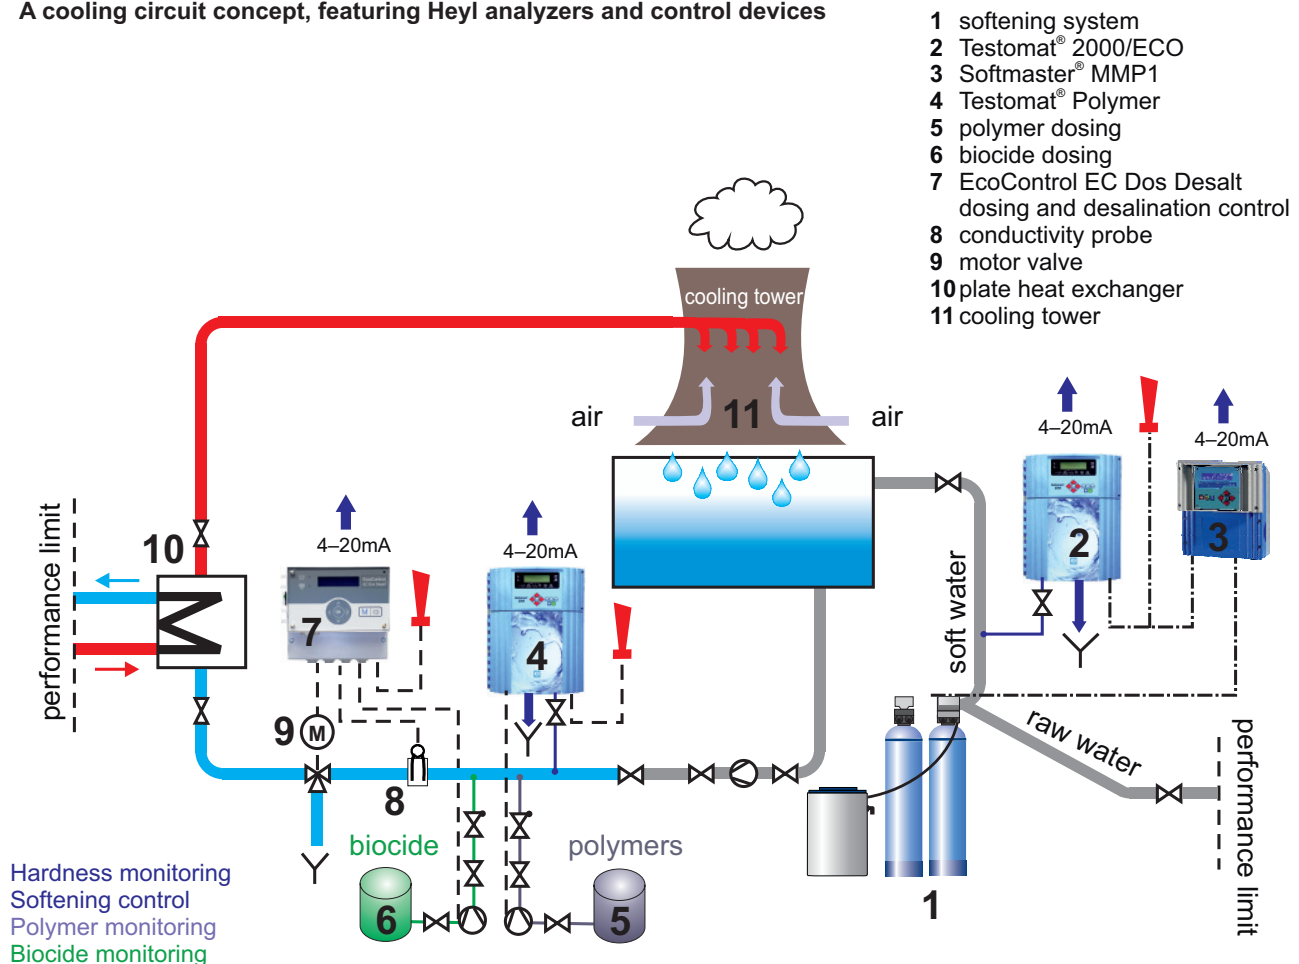 A cooling circuit concept, featuring Heyl analyzers and control devices
1 softening system
2 Testomat® 2000/ECO
3 Softmaster® MMP1
4 Testomat® Polymer
5 polymer dosing
6 biocide dosing
7 EcoControl EC Dos Desalt
dosing and desalination control
8 conductivity probe
9 motor valve
10 plate heat exchanger
11 cooling tower
cooling tower
air
11
air
4–20mA
4–20mA
4–20mA
4–20mA
performance limit
10
7
4
2
3
soft water
9
M
8
raw water
performance limit
biocide
polymers
6
5
1
Hardness monitoring
Softening control
Polymer monitoring
Biocide monitoring